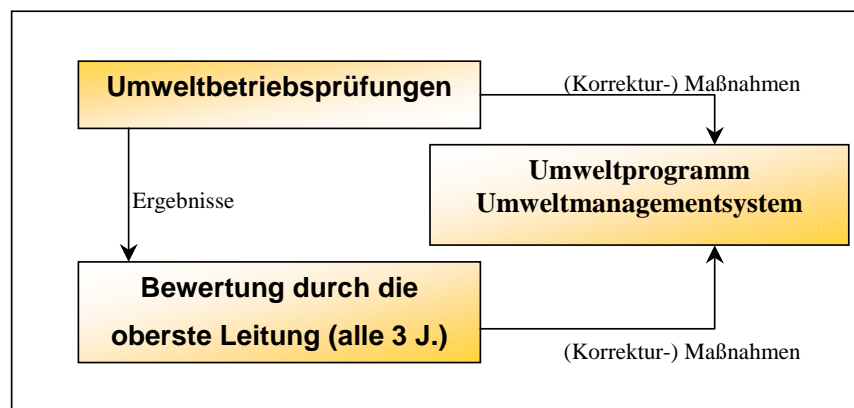 Umweltbetriebsprüfungen
(Korrektur-) Maßnahmen
Umweltprogramm
Umweltmanagementsystem
Ergebnisse
Bewertung durch die
oberste Leitung (alle 3 J.)
(Korrektur-) Maßnahmen